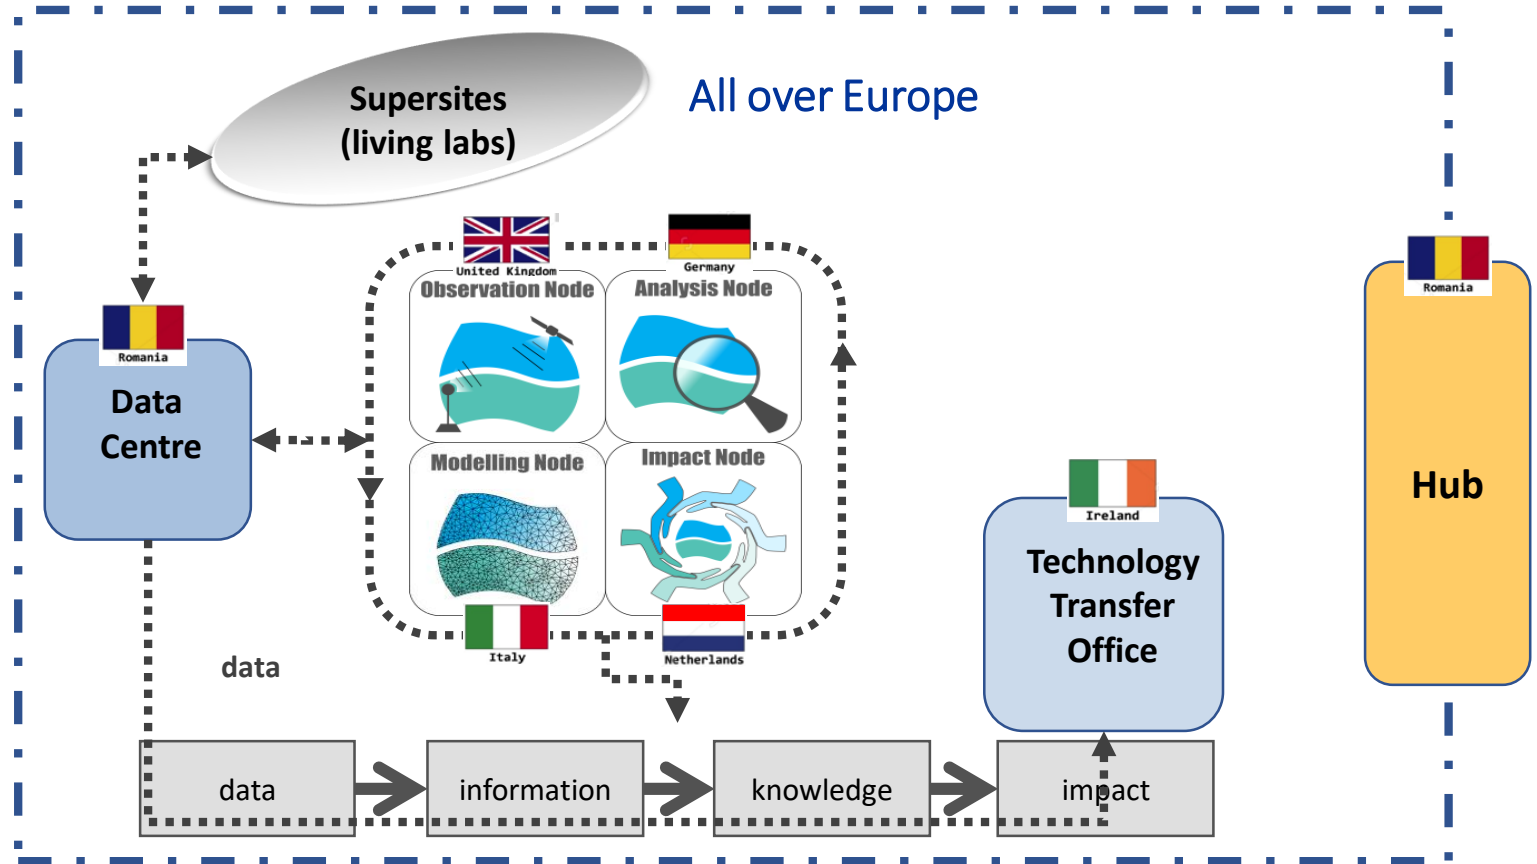 All over Europe
Supersites
(living labs)
United Kingdom
Germany
Romania
Observation Node
Analysis Node
Romania
Data
Centre
Modelling Node
Impact Node
Hub
Ireland
Technology
Transfer
Office
Italy
Netherlands
data
data
information
knowledge
impact